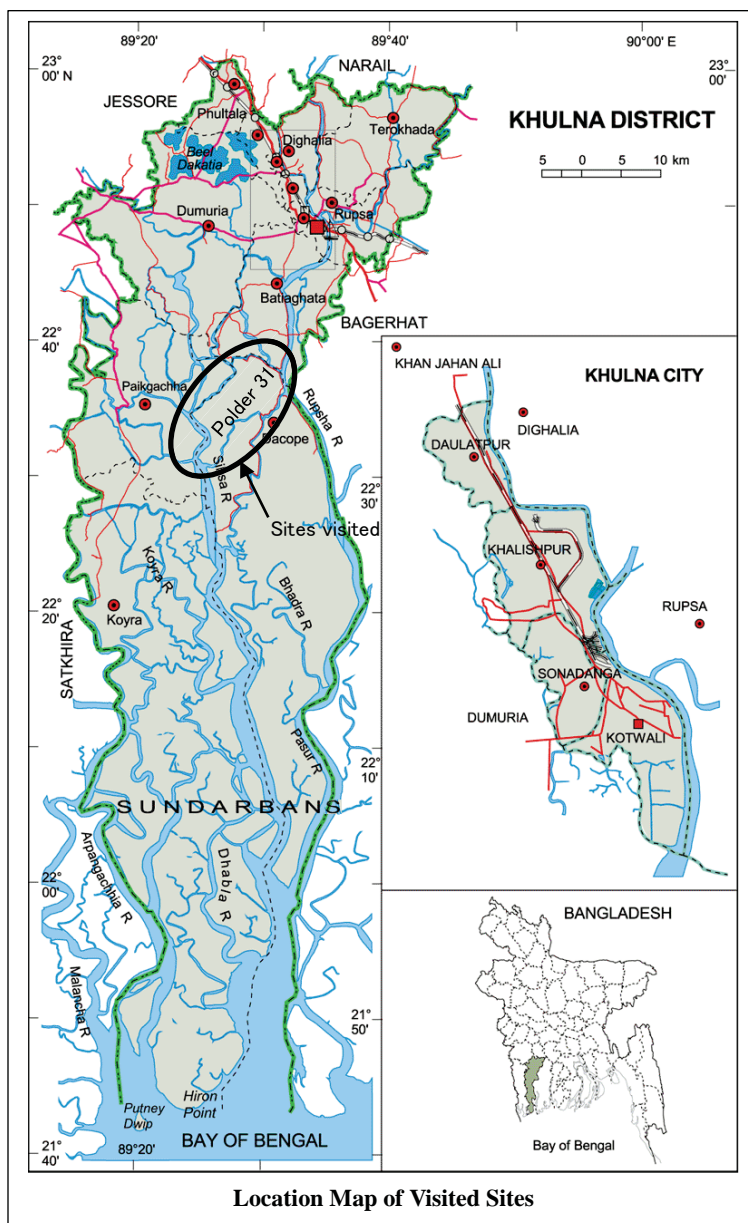 89°20'
89°40'
90°00' E
23°
00' N
23°
00'
NARAIL
JESSORE
KHULNA DISTRICT
Phultala
Terokhada
Dighalia
Beel
Dakatia
5 0 5 10 km
Dumuria
Rupsa
Batiaghata
BAGERHAT
22°
40'
KHAN JAHAN ALI
KHULNA CITY
Paikgachha
Polder 31
Rupsha R
DIGHALIA
Dacope
DAULATPUR
Sibsa R
22°
30'
Sites visited
Koyra R
KHALISHPUR
Bhadra R
22°
20'
Koyra
RUPSA
SATKHIRA
SONADANGA
DUMURIA
KOTWALI
Pasur R
22°
10'
SUNDARBANS
Arpangachhia R
Dhabla R
22°
00'
BANGLADESH
Malancha R
21°
50'
Hiron
Point
Putney
Dwip
BAY OF BENGAL
Bay of Bengal
21°
40'
89°20'
Location Map of Visited Sites